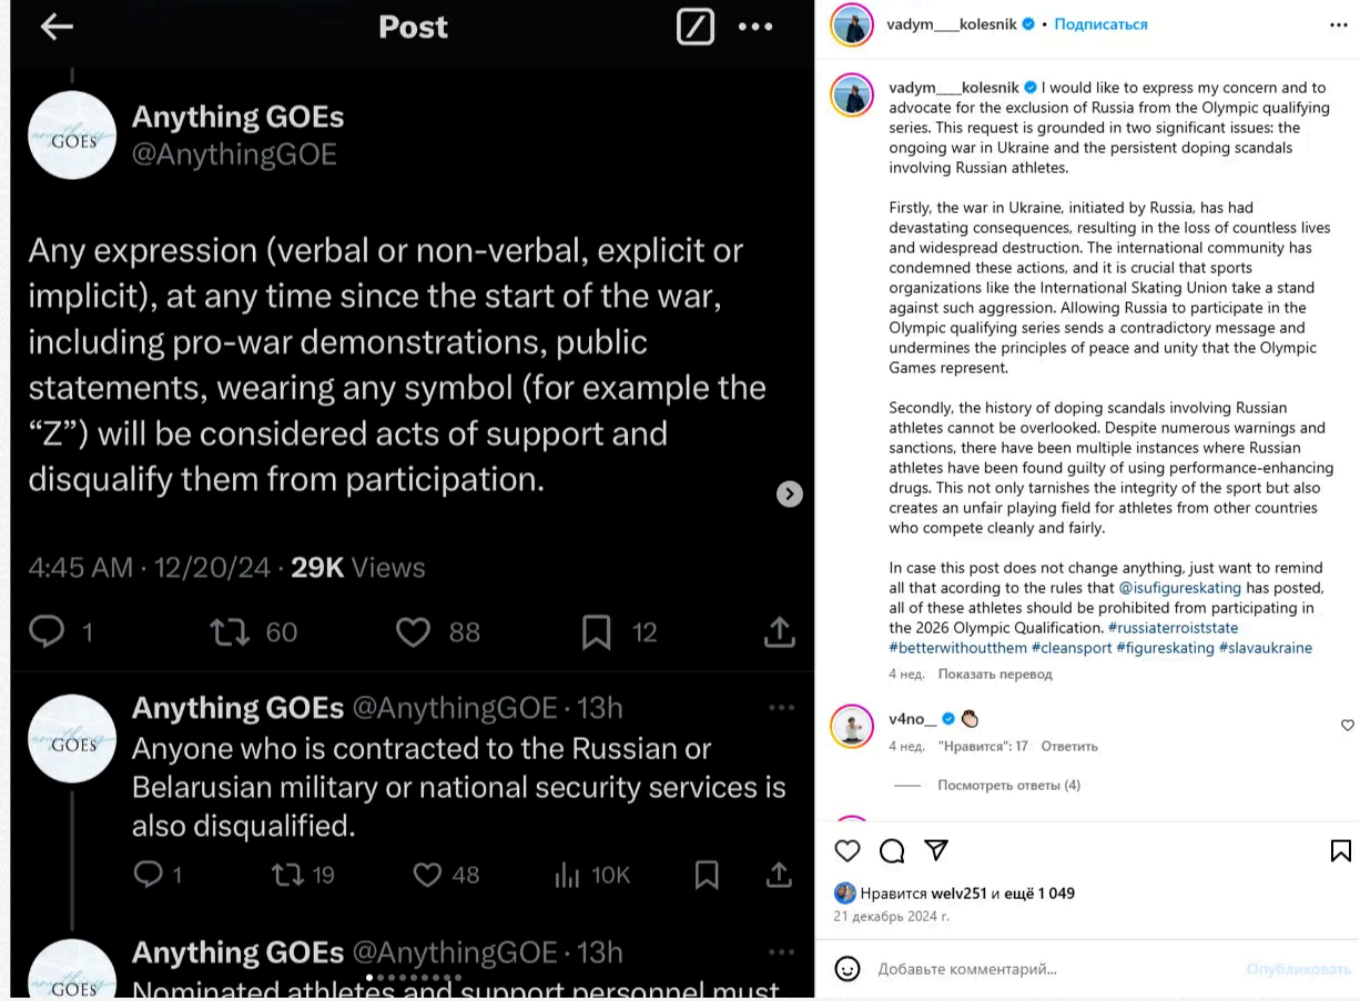 Post
Anything GOEs
@AnythingGOE
anything
GOES
Any expression (verbal or non-verbal, explicit or
implicit), at any time since the start of the war,
including pro-war demonstrations, public
statements, wearing any symbol (for example the
“Z”) will be considered acts of support and
disqualify them from participation.
4:45 AM · 12/20/24 · 29K Views
1 60 88 12
Anything GOEs @AnythingGOE · 13h
anything
GOES
Anyone who is contracted to the Russian or
Belarusian military or national security services is
also disqualified.
1 19 48 10K
Anything GOEs @AnythingGOE · 13h
anything
GOES
Nominated athletes and support personnel must
vadym___kolesnik • Подписаться
vadym___kolesnik I would like to express my concern and to
advocate for the exclusion of Russia from the Olympic qualifying
series. This request is grounded in two significant issues: the
ongoing war in Ukraine and the persistent doping scandals
involving Russian athletes.
Firstly, the war in Ukraine, initiated by Russia, has had
devastating consequences, resulting in the loss of countless lives
and widespread destruction. The international community has
condemned these actions, and it is crucial that sports
organizations like the International Skating Union take a stand
against such aggression. Allowing Russia to participate in the
Olympic qualifying series sends a contradictory message and
undermines the principles of peace and unity that the Olympic
Games represent.
Secondly, the history of doping scandals involving Russian
athletes cannot be overlooked. Despite numerous warnings and
sanctions, there have been multiple instances where Russian
athletes have been found guilty of using performance-enhancing
drugs. This not only tarnishes the integrity of the sport but also
creates an unfair playing field for athletes from other countries
who compete cleanly and fairly.
In case this post does not change anything, just want to remind
all that acording to the rules that @isufigureskating has posted,
all of these athletes should be prohibited from participating in
the 2026 Olympic Qualification. #russiaterroiststate
#betterwithoutthem #cleansport #figureskating #slavaukraine
4 нед. Показать перевод
v4no__
4 нед. "Нравится": 17 Ответить
Посмотреть ответы (4)
Нравится welv251 и ещё 1 049
21 декабрь 2024 г.
Добавьте комментарий... Опубликовать